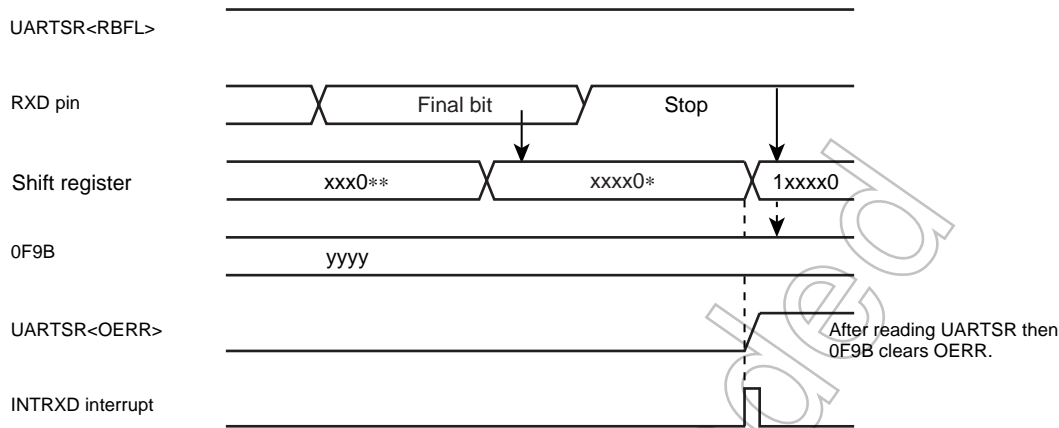 UARTSR<RBFL>
RXD pin
Final bit
Stop
Shift register
xxx0**
xxxx0*
1xxxx0
0F9B
yyyy
UARTSR<OERR>
After reading UARTSR then
0F9B clears OERR.
INTRXD interrupt